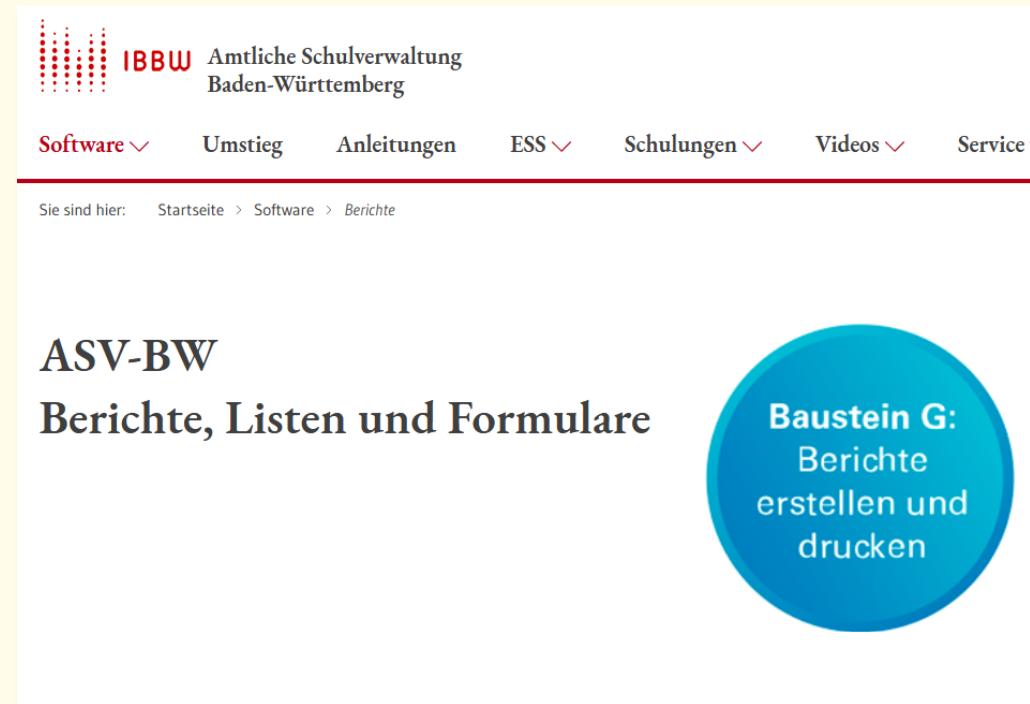 IBBW
Amtliche Schulverwaltung
Baden-Württemberg
Software Umstieg Anleitungen ESS Schulungen Videos Service
Sie sind hier: Startseite > Software > Berichte
ASV-BW
Berichte, Listen und Formulare
Baustein G:
Berichte
erstellen und
drucken